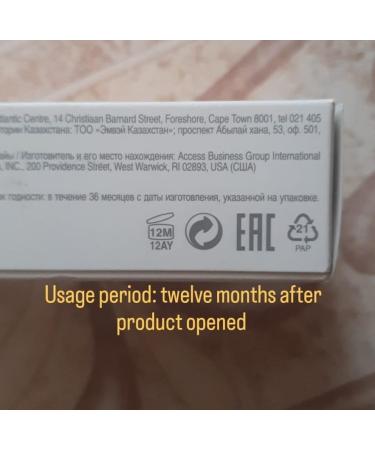 tlantic Centre, 14 Christiaan Barnard Street, Foreshore, Cape Town 8001, tel 021 405
тории Казахстана: ТОО «Эмвэй Казахстан»; проспект Абылай хана, 53, оф. 501,
йы / Изготовитель и его место нахождения: Access Business Group International
, INC., 200 Providence Street, West Warwick, RI 02893, USA (США)
к годности: в течение 36 месяцев с даты изготовления, указанной на упаковке.
12M
12AY
EAC
21
PAP
Usage period: twelve months after
product opened